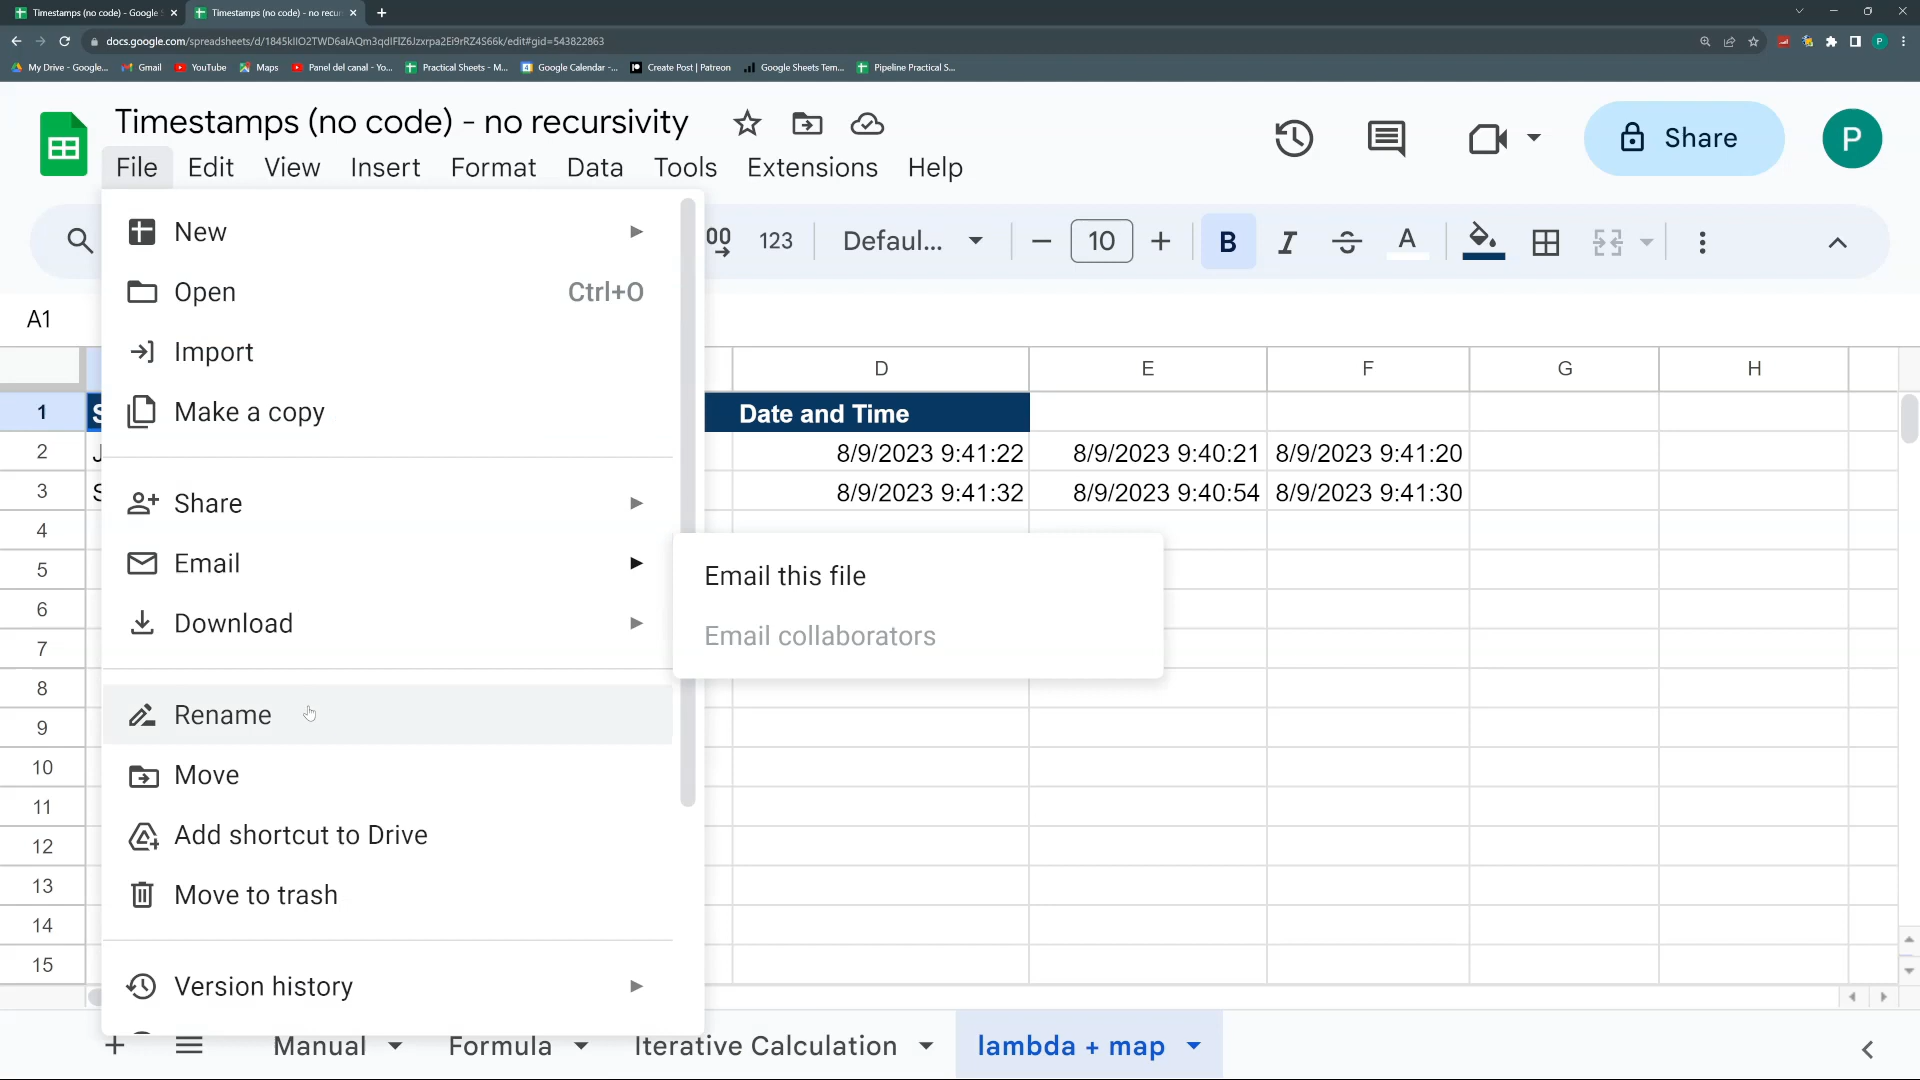 Timestamps (no code) - Google
Timestamps (no code) - no recur
docs.google.com/spreadsheets/d/1845kllO2TWD6alAQm3qdlFlZ6Jzxrpa2Ei9rRZ4S66k/edit#gid=543822863
My Drive - Google... Gmail YouTube Maps Panel del canal - Yo... Practical Sheets - M... Google Calendar -... Create Post | Patreon Google Sheets Tem... Pipeline Practical S...
Timestamps (no code) - no recursivity
File Edit View Insert Format Data Tools Extensions Help
Share
P
00 123 Defaul... 10 B I A
A1
D E F G H
1 S Date and Time
2 J 8/9/2023 9:41:22 8/9/2023 9:40:21 8/9/2023 9:41:20
3 S 8/9/2023 9:41:32 8/9/2023 9:40:54 8/9/2023 9:41:30
4
5
6
7
8
9
10
11
12
13
14
15
New
Open Ctrl+O
Import
Make a copy
Share
Email
Download
Rename
Move
Add shortcut to Drive
Move to trash
Version history
Email this file
Email collaborators
Manual Formula Iterative Calculation lambda + map